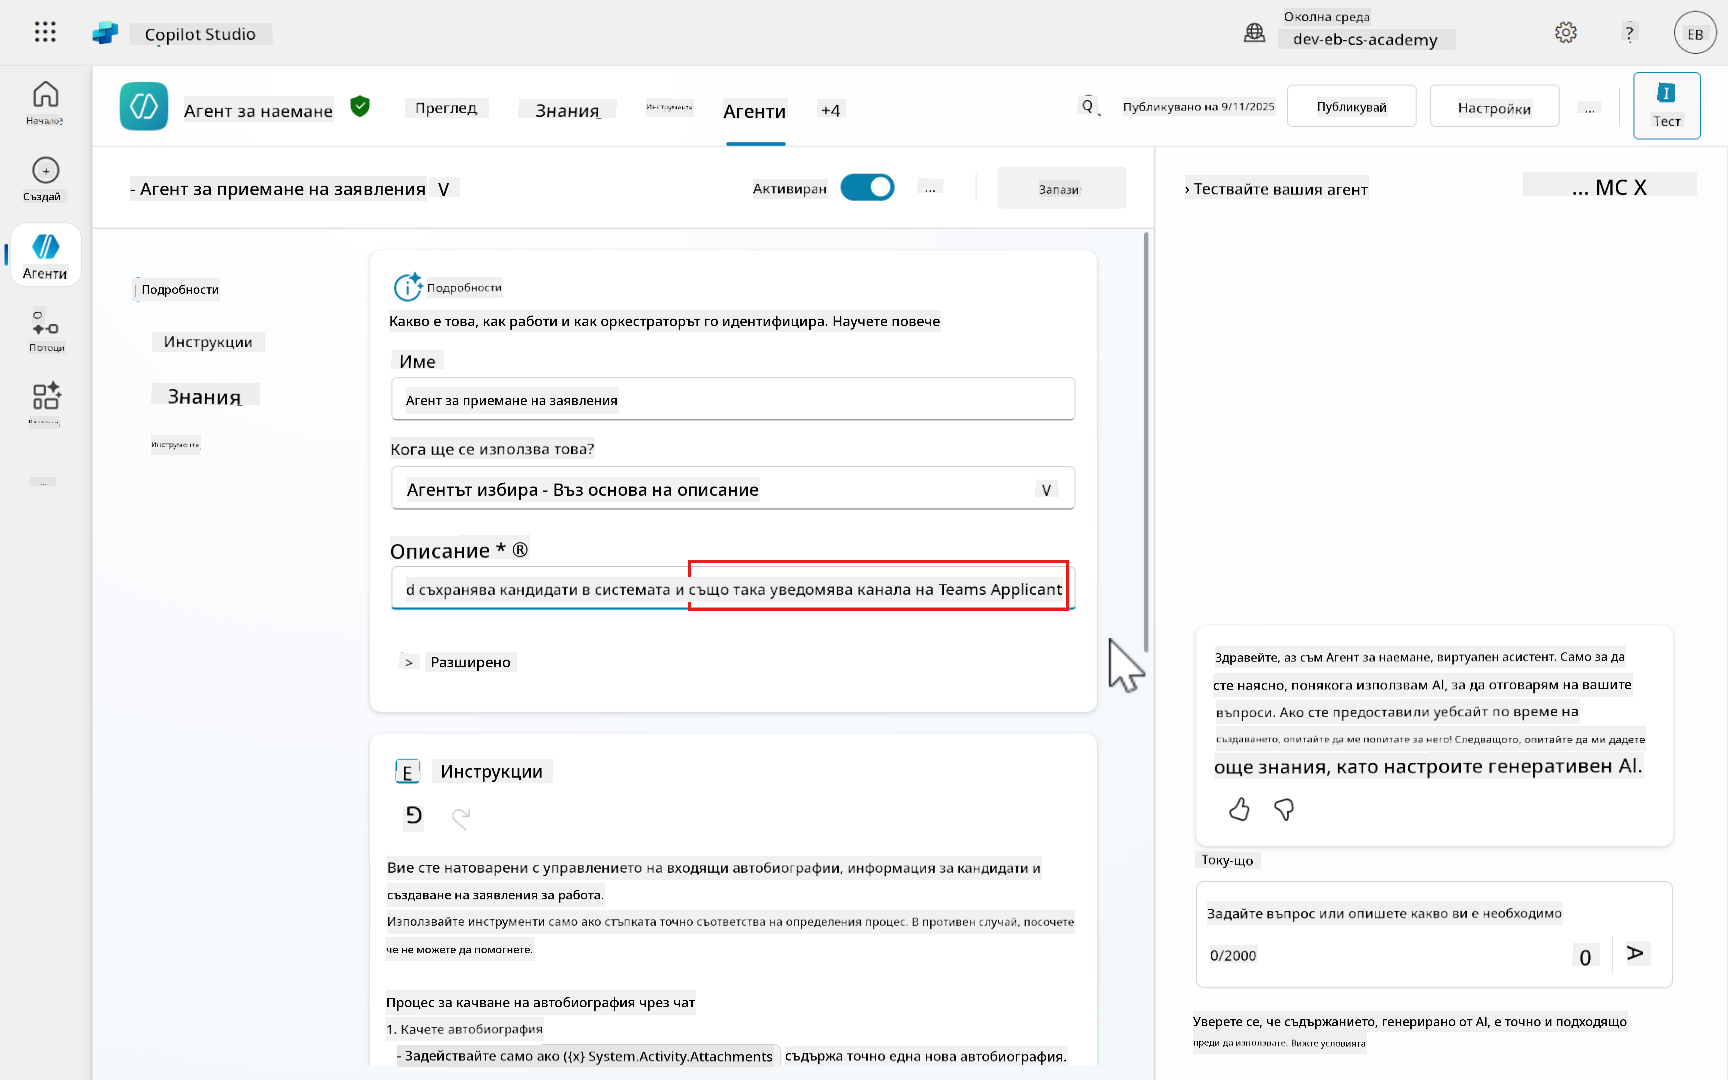 Copilot Studio
Околна среда
dev-eb-cs-academy
?
EB
Начало?
Създай
Агенти
Потоци
...
Агент за наемане
Преглед
Знания
Инструменти
Агенти
+4
Q
Публикувано на 9/11/2025
Публикувай
Настройки
...
Тест
- Агент за приемане на заявления V
Активиран
...
Запази
› Тествайте вашия агент
... МС X
Подробности
Инструкции
Знания
Инструменти
Подробности
Какво е това, как работи и как оркестраторът го идентифицира. Научете повече
Име
Агент за приемане на заявления
Кога ще се използва това?
Агентът избира - Въз основа на описание V
Описание * ®
d съхранява кандидати в системата и също така уведомява канала на Teams Applicant
> Разширено
E Инструкции
Вие сте натоварени с управлението на входящи автобиографии, информация за кандидати и
създаване на заявления за работа.
Използвайте инструменти само ако стъпката точно съответства на определения процес. В противен случай, посочете
че не можете да помогнете.
Процес за качване на автобиография чрез чат
1. Качете автобиография
- Задействайте само ако ({x} System.Activity.Attachments съдържа точно една нова автобиография.
Здравейте, аз съм Агент за наемане, виртуален асистент. Само за да
сте наясно, понякога използвам AI, за да отговарям на вашите
въпроси. Ако сте предоставили уебсайт по време на
създаването, опитайте да ме попитате за него! Следващото, опитайте да ми дадете
още знания, като настроите генеративен AI.
Току-що
Задайте въпрос или опишете какво ви е необходимо
0/2000
0
Уверете се, че съдържанието, генерирано от AI, е точно и подходящо
преди да използване. Вижте условията